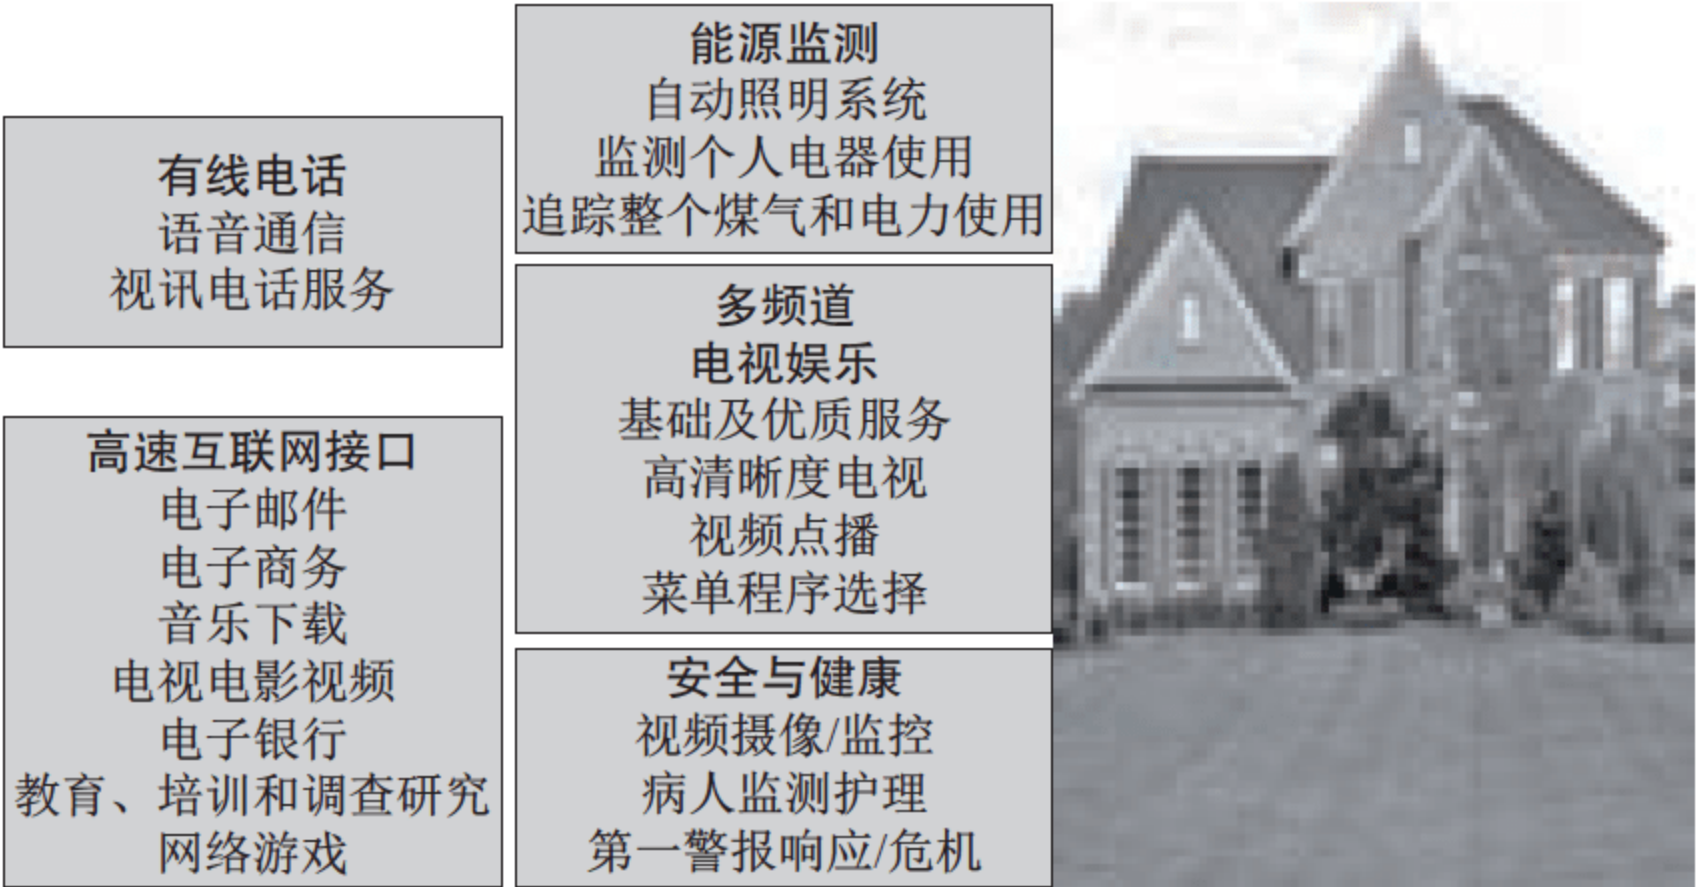 有线电话
语音通信
视讯电话服务
高速互联网接口
电子邮件
电子商务
音乐下载
电视电影视频
电子银行
教育、培训和调查研究
网络游戏
能源监测
自动照明系统
监测个人电器使用
追踪整个煤气和电力使用
多频道
电视娱乐
基础及优质服务
高清晰度电视
视频点播
菜单程序选择
安全与健康
视频摄像/监控
病人监测护理
第一警报响应/危机